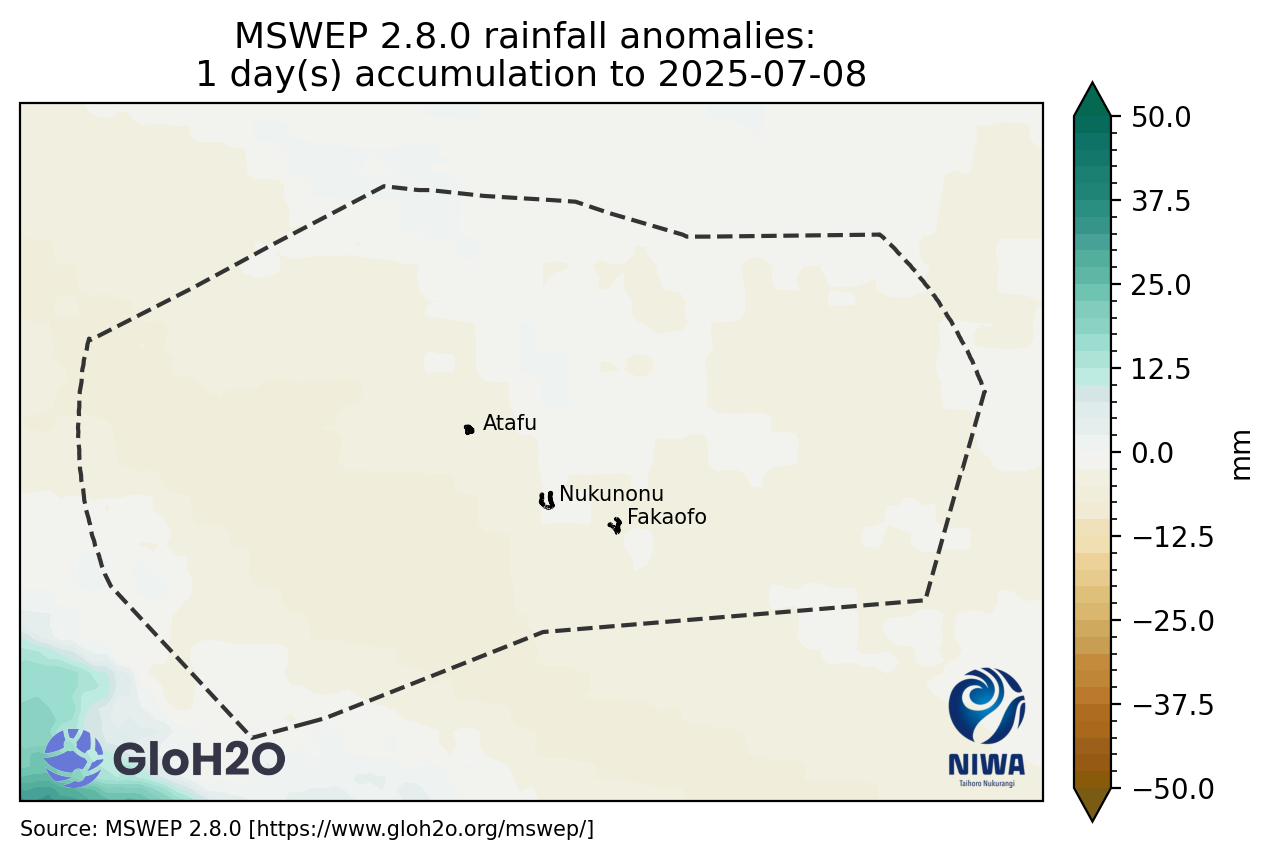 MSWEP 2.8.0 rainfall anomalies:
1 day(s) accumulation to 2025-07-08
50.0
37.5
25.0
12.5
0.0
−12.5
−25.0
−37.5
−50.0
mm
Atafu
Nukunonu
Fakaofo
GloH2O
NIWA
Taihoro Nukurangi
Source: MSWEP 2.8.0 [https://www.gloh2o.org/mswep/]